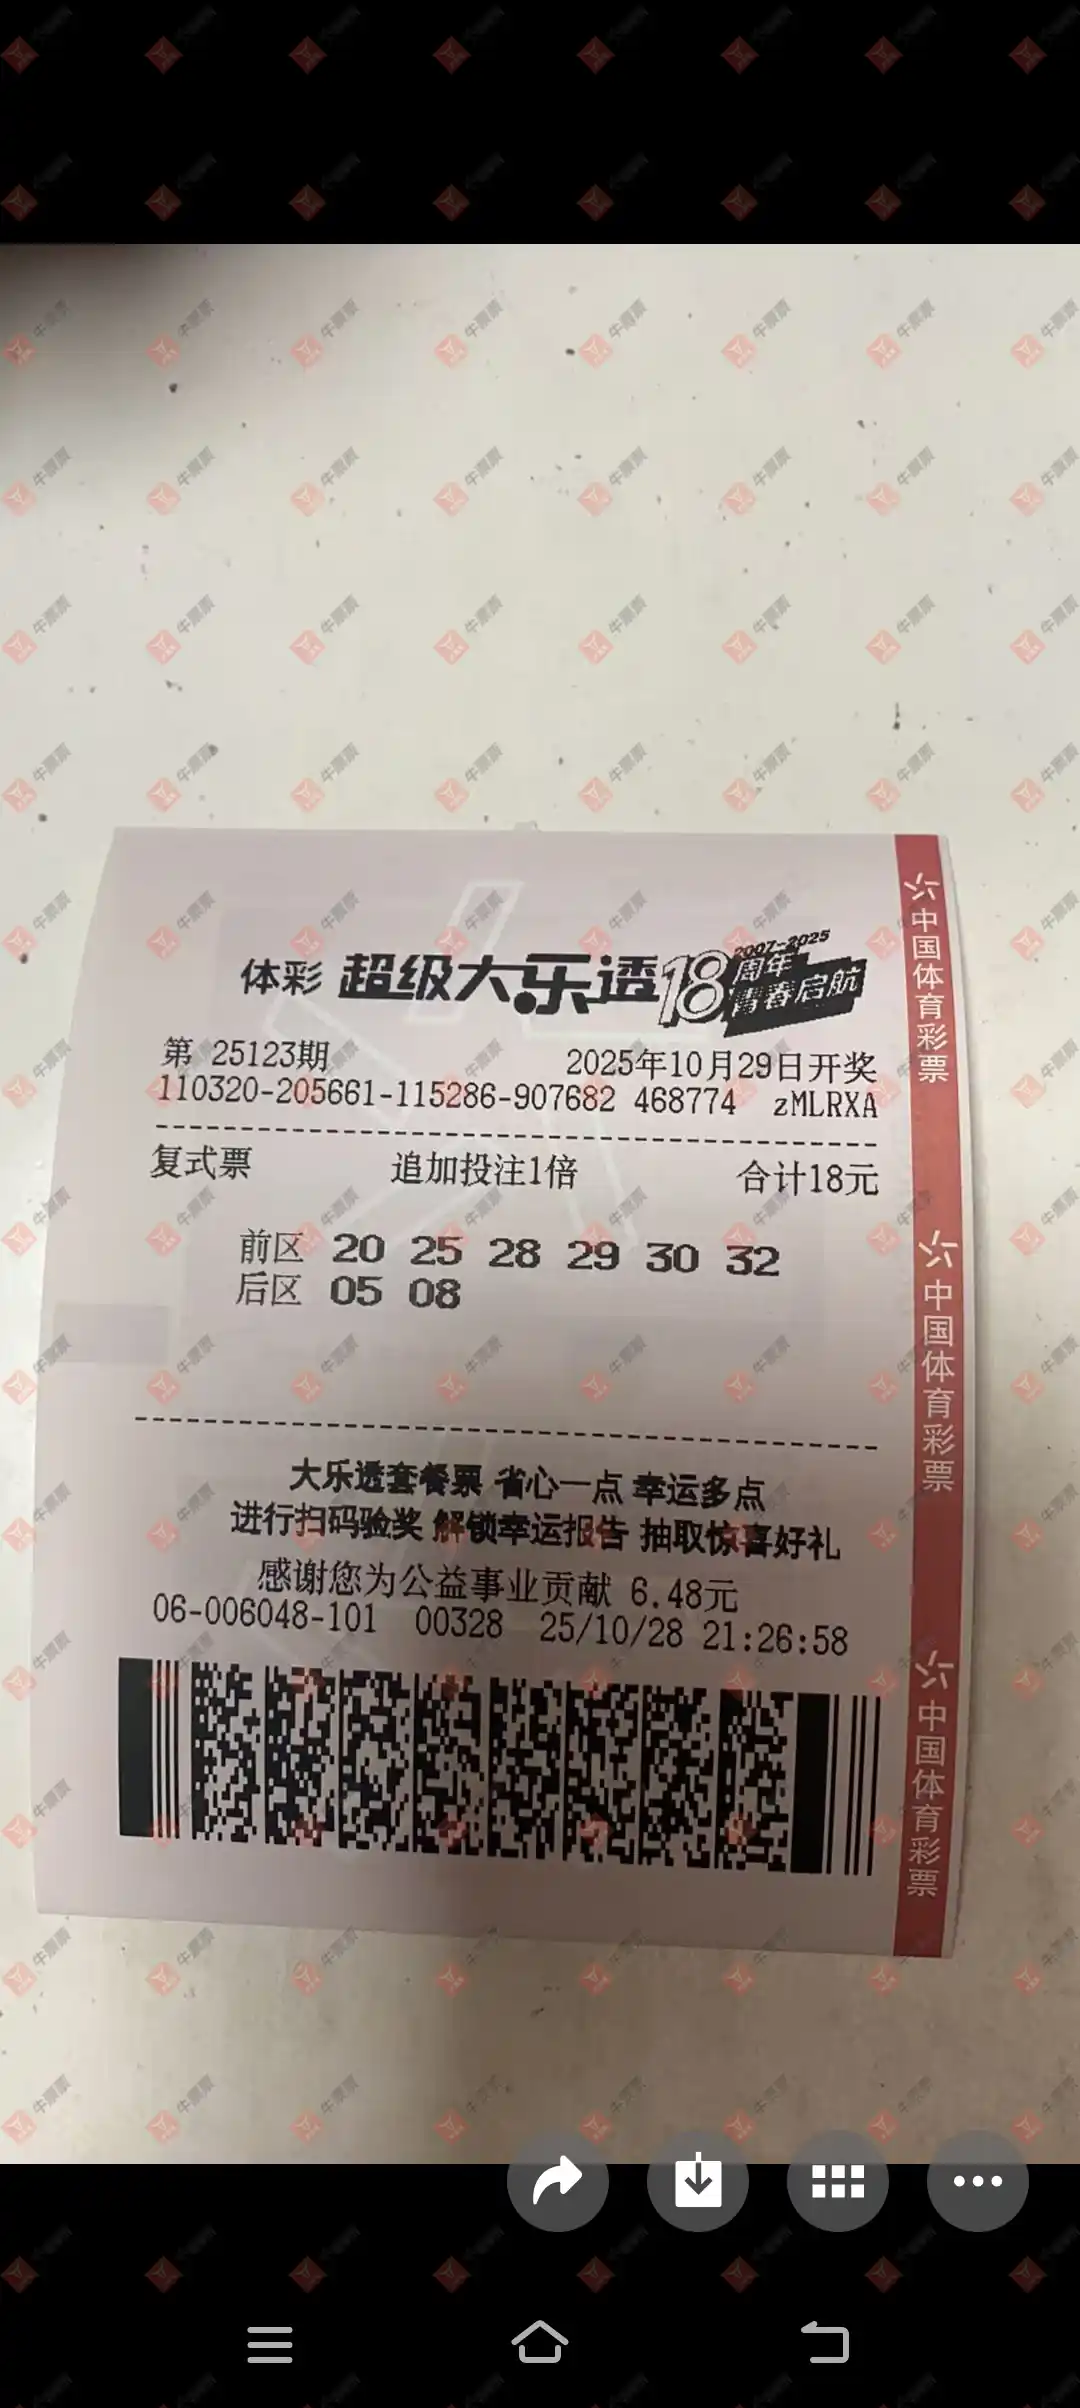 体彩 超级大乐透 18周年 2007-2025 青春启航
第 25123期 2025年10月29日开奖
110320-205661-115286-907682 468774 zMLRXA
复式票 追加投注1倍 合计18元
前区 20 25 28 29 30 32
后区 05 08
大乐透套餐票 省心一点 幸运多点
进行扫码验奖 解锁幸运报告 抽取惊喜好礼
感谢您为公益事业贡献 6.48元
06-006048-101 00328 25/10/28 21:26:58
中国体育彩票
中国体育彩票
中国体育彩票
牛票票